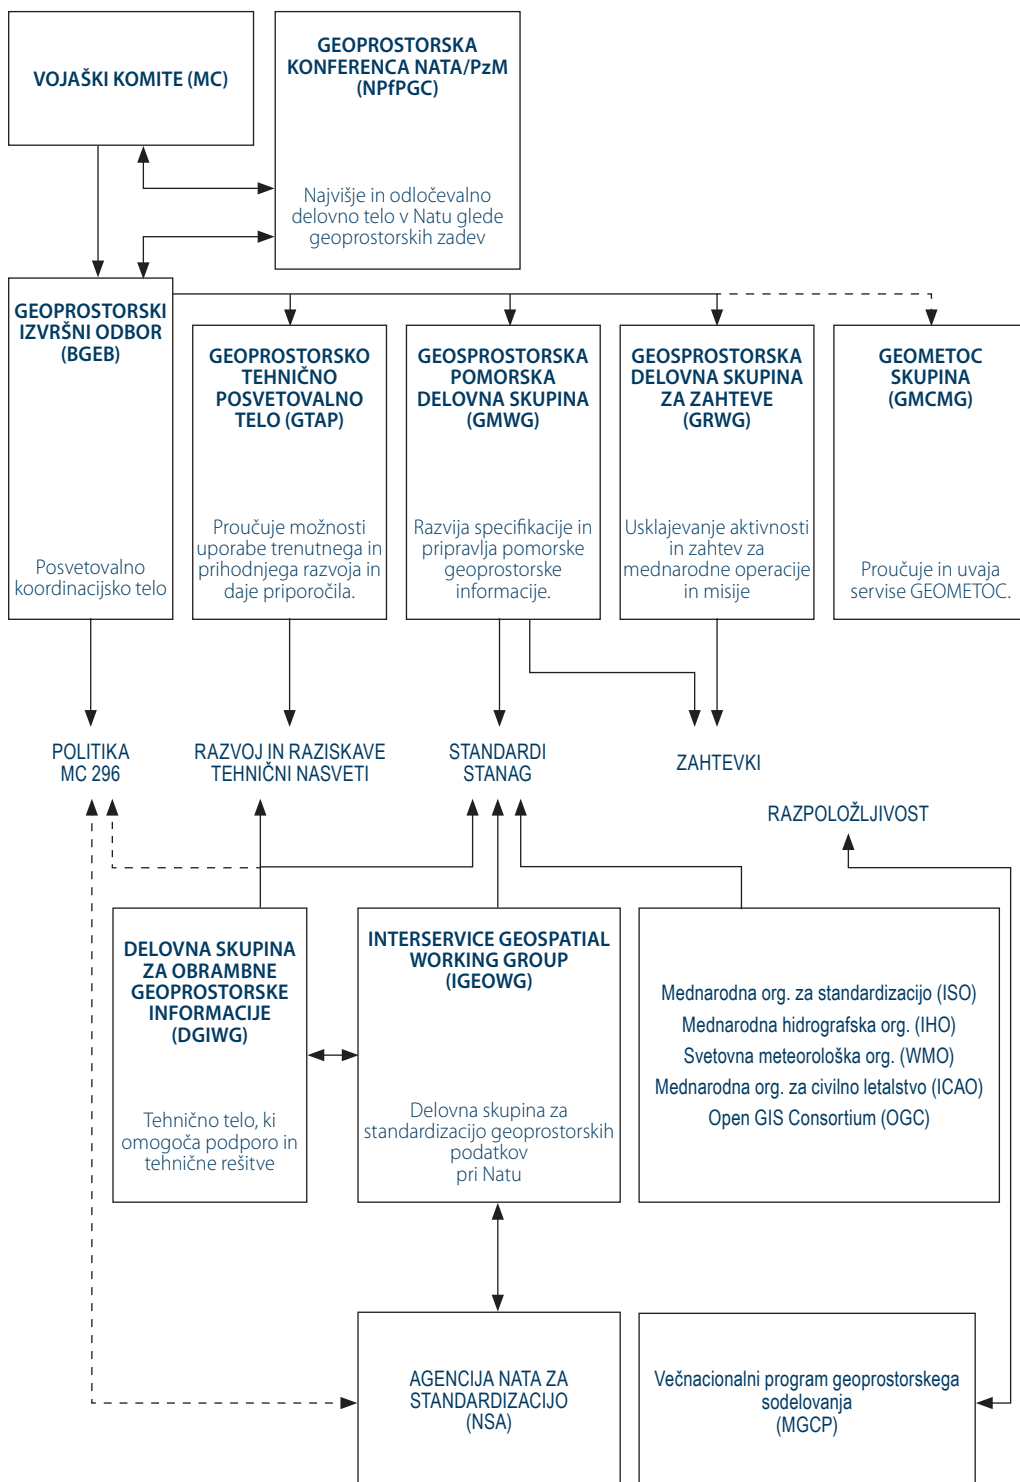 VOJAŠKI KOMITE (MC)
GEOPROSTORSKA
KONFERENCA NATA/PzM
(NPfPGC)
Najvišje in odločevalno
delovno telo v Natu glede
geoprostorskih zadev
GEOPROSTORSKI
IZVRŠNI ODBOR
(BGEB)
Posvetovalno
koordinacijsko telo
GEOPROSTORSKO
TEHNIČNO
POSVETOVALNO
TELO (GTAP)
Proučuje možnosti
uporabe trenutnega in
prihodnjega razvoja in
daje priporočila.
GEOSPROSTORSKA
POMORSKA
DELOVNA SKUPINA
(GMWG)
Razvija specifikacije in
pripravlja pomorske
geoprostorske
informacije.
GEOSPROSTORSKA
DELOVNA SKUPINA
ZA ZAHTEVE
(GRWG)
Usklajevanje aktivnosti
in zahtev za
mednarodne operacije
in misije
GEOMETOC
SKUPINA
(GMCMG)
Proučuje in uvaja
servise GEOMETOC.
POLITIKA
MC 296
RAZVOJ IN RAZISKAVE
TEHNIČNI NASVETI
STANDARDI
STANAG
ZAHTEVKI
RAZPOLOŽLJIVOST
DELOVNA SKUPINA
ZA OBRAMBNE
GEOPROSTORSKE
INFORMACIJE
(DGIWG)
Tehnično telo, ki
omogoča podporo in
tehnične rešitve
INTERSERVICE GEOSPATIAL
WORKING GROUP
(IGEOWG)
Delovna skupina za
standardizacijo geoprostorskih
podatkov
pri Natu
Mednarodna org. za standardizacijo (ISO)
Mednarodna hidrografska org. (IHO)
Svetovna meteorološka org. (WMO)
Mednarodna org. za civilno letalstvo (ICAO)
Open GIS Consortium (OGC)
AGENCIJA NATA ZA
STANDARDIZACIJO
(NSA)
Večnacionalni program geoprostorskega
sodelovanja
(MGCP)